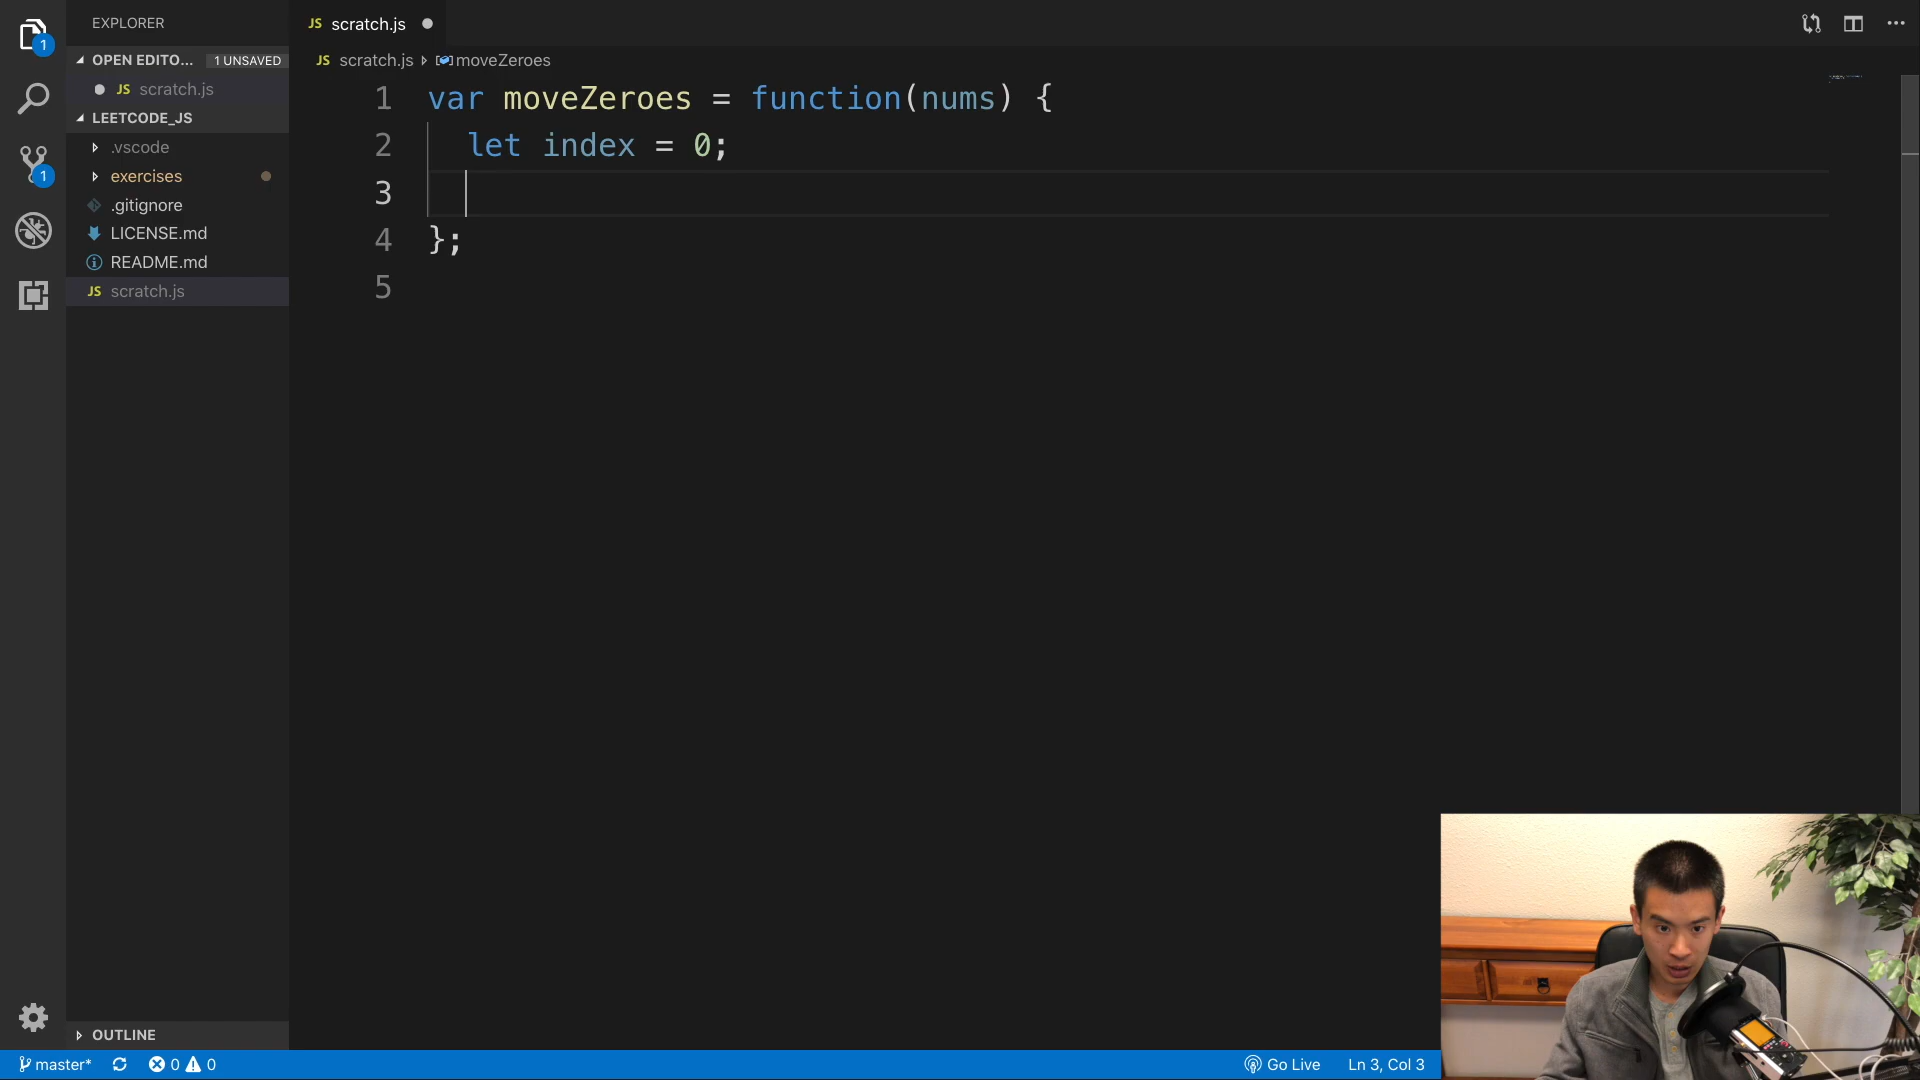 EXPLORER
OPEN EDITO... 1 UNSAVED
JS scratch.js
LEETCODE_JS
.vscode
exercises
.gitignore
LICENSE.md
README.md
JS scratch.js
OUTLINE
JS scratch.js
JS scratch.js moveZeroes
1 var moveZeroes = function(nums) {
2 let index = 0;
3
4 };
5
1
1
master* 0 0 Go Live Ln 3, Col 3